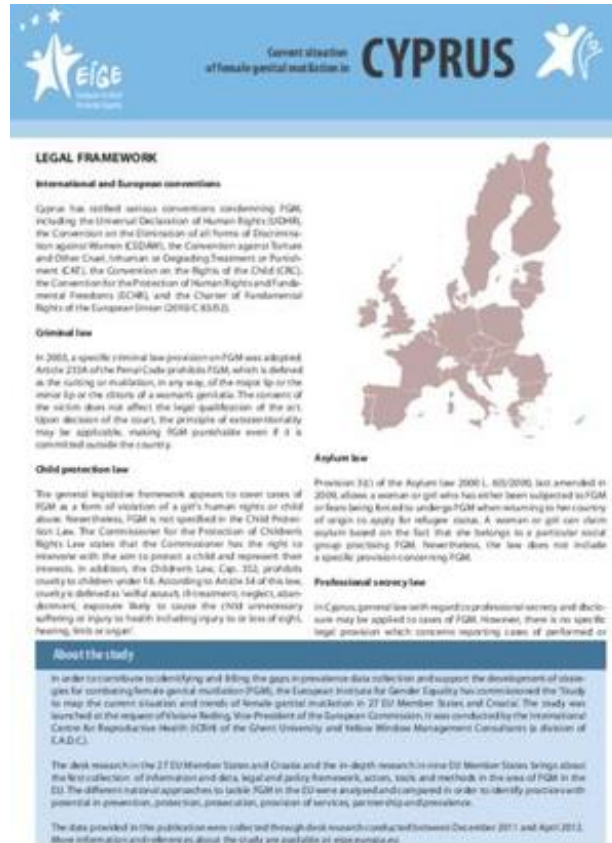 EIGE
Current situation
of female genital mutilation in
CYPRUS
LEGAL FRAMEWORK
International and European conventions
Cyprus has ratified various conventions condemning FGM,
including the Universal Declaration of Human Rights (UDHR),
the Convention on the Elimination of all Forms of Discrimina-
tion against Women (CEDAW), the Convention against Torture
and Other Cruel, Inhuman or Degrading Treatment or Punish-
ment (CAT), the Convention on the Rights of the Child (CRC),
the Convention for the Protection of Human Rights and Funda-
mental Freedoms (ECHR), and the Charter of Fundamental
Rights of the European Union (2010/C 83/02).
Criminal law
In 2003, a specific criminal law provision on FGM was adopted.
Article 233A of the Penal Code prohibits FGM, which is defined
as the cutting or mutilation, in any way, of the major lip or the
minor lip or the clitoris of a woman's genitalia. The consent of
the victim does not affect the legal qualification of the act.
Upon decision of the court, the principle of extraterritoriality
may be applicable, making FGM punishable even if it is
committed outside the country.
Child protection law
The general legislative framework appears to cover cases of
FGM as a form of violation of a girl's human rights or child
abuse. Nevertheless, FGM is not specified in the Child Protec-
tion Law. The Commissioner for the Protection of Children's
Rights Law states that the Commissioner has the right to
intervene with the aim to protect a child and represent their
interests. In addition, the Children's Law, Cap. 352, prohibits
cruelty to children under 16. According to Article 54 of this law,
cruelty is defined as 'wilful assault, ill-treatment, neglect, aban-
donment, exposure likely to cause the child unnecessary
suffering or injury to health including injury to or loss of sight,
hearing, limb or organ'.
Asylum law
Provision 3(c) of the Asylum law 2000 L. 6(I)/2000, last amended in
2009, allows a woman or girl who has either been subjected to FGM
or fears being forced to undergo FGM when returning to her country
of origin to apply for refugee status. A woman or girl can claim
asylum based on the fact that she belongs to a particular social
group practising FGM. Nevertheless, the law does not include
a specific provision concerning FGM.
Professional secrecy law
In Cyprus, general law with regard to professional secrecy and disclo-
sure may be applied to cases of FGM. However, there is no specific
legal provision which concerns reporting cases of performed or
About the study
In order to contribute to identifying and filling the gaps in prevalence data collection and support the development of strate-
gies for combating female genital mutilation (FGM), the European Institute for Gender Equality has commissioned the 'Study
to map the current situation and trends of female genital mutilation in 27 EU Member States and Croatia'. The study was
launched at the request of Viviane Reding, Vice-President of the European Commission. It was conducted by the International
Centre for Reproductive Health (ICRH) of the Ghent University and Yellow Window Management Consultants (a division of
E.A.D.C.).
The desk research in the 27 EU Member States and Croatia and the in-depth research in nine EU Member States brings about
the first collection of information and data, legal and policy framework, actors, tools and methods in the area of FGM in the
EU. The different national approaches to tackle FGM in the EU were analysed and compared in order to identify practices with
potential in prevention, protection, prosecution, provision of services, partnership and prevalence.
The data provided in this publication were collected through desk research conducted between December 2011 and April 2012.
More information and references about the study are available at: eige.europa.eu